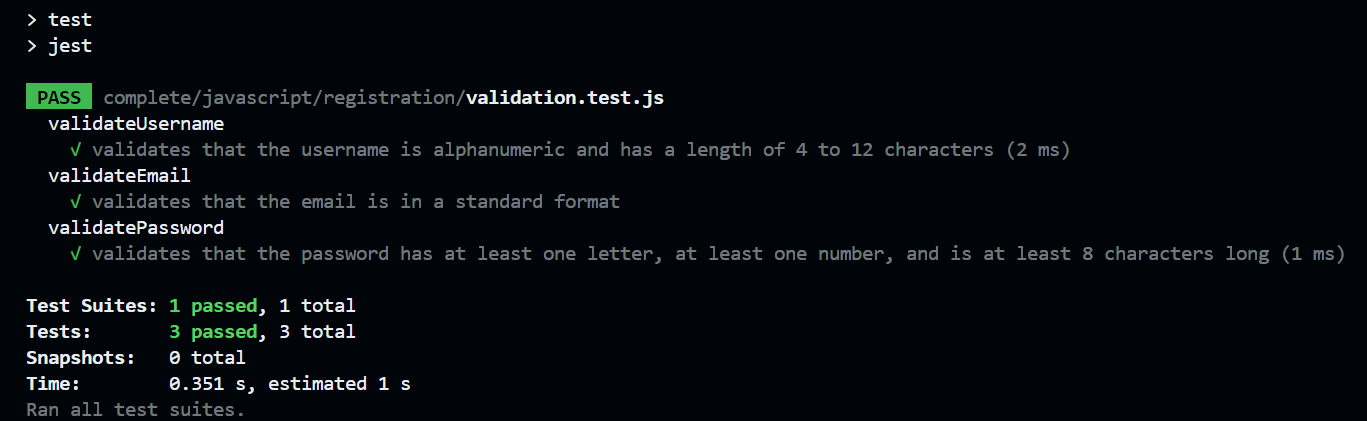 > test
> jest
PASS complete/javascript/registration/validation.test.js
validateUsername
√ validates that the username is alphanumeric and has a length of 4 to 12 characters (2 ms)
validateEmail
√ validates that the email is in a standard format
validatePassword
√ validates that the password has at least one letter, at least one number, and is at least 8 characters long (1 ms)
Test Suites: 1 passed, 1 total
Tests: 3 passed, 3 total
Snapshots: 0 total
Time: 0.351 s, estimated 1 s
Ran all test suites.